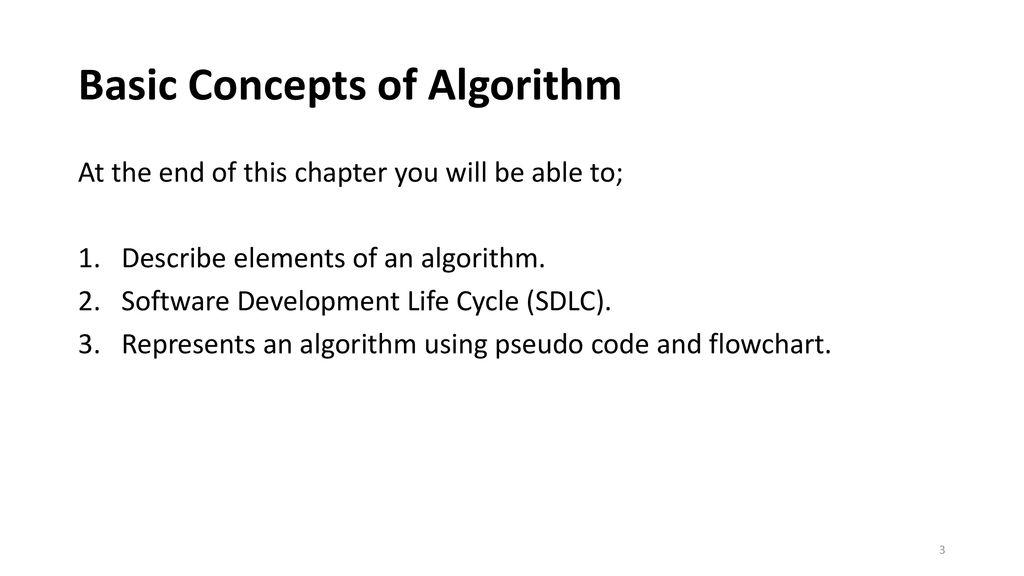 Basic Concepts of Algorithm
At the end of this chapter you will be able to;
1. Describe elements of an algorithm.
2. Software Development Life Cycle (SDLC).
3. Represents an algorithm using pseudo code and flowchart.
3